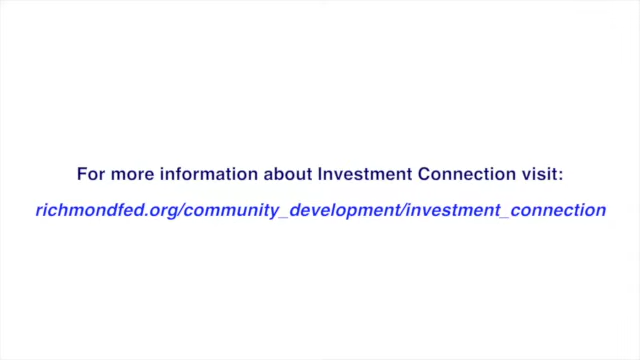 For more information about Investment Connection visit:
richmondfed.org/community_development/investment_connection